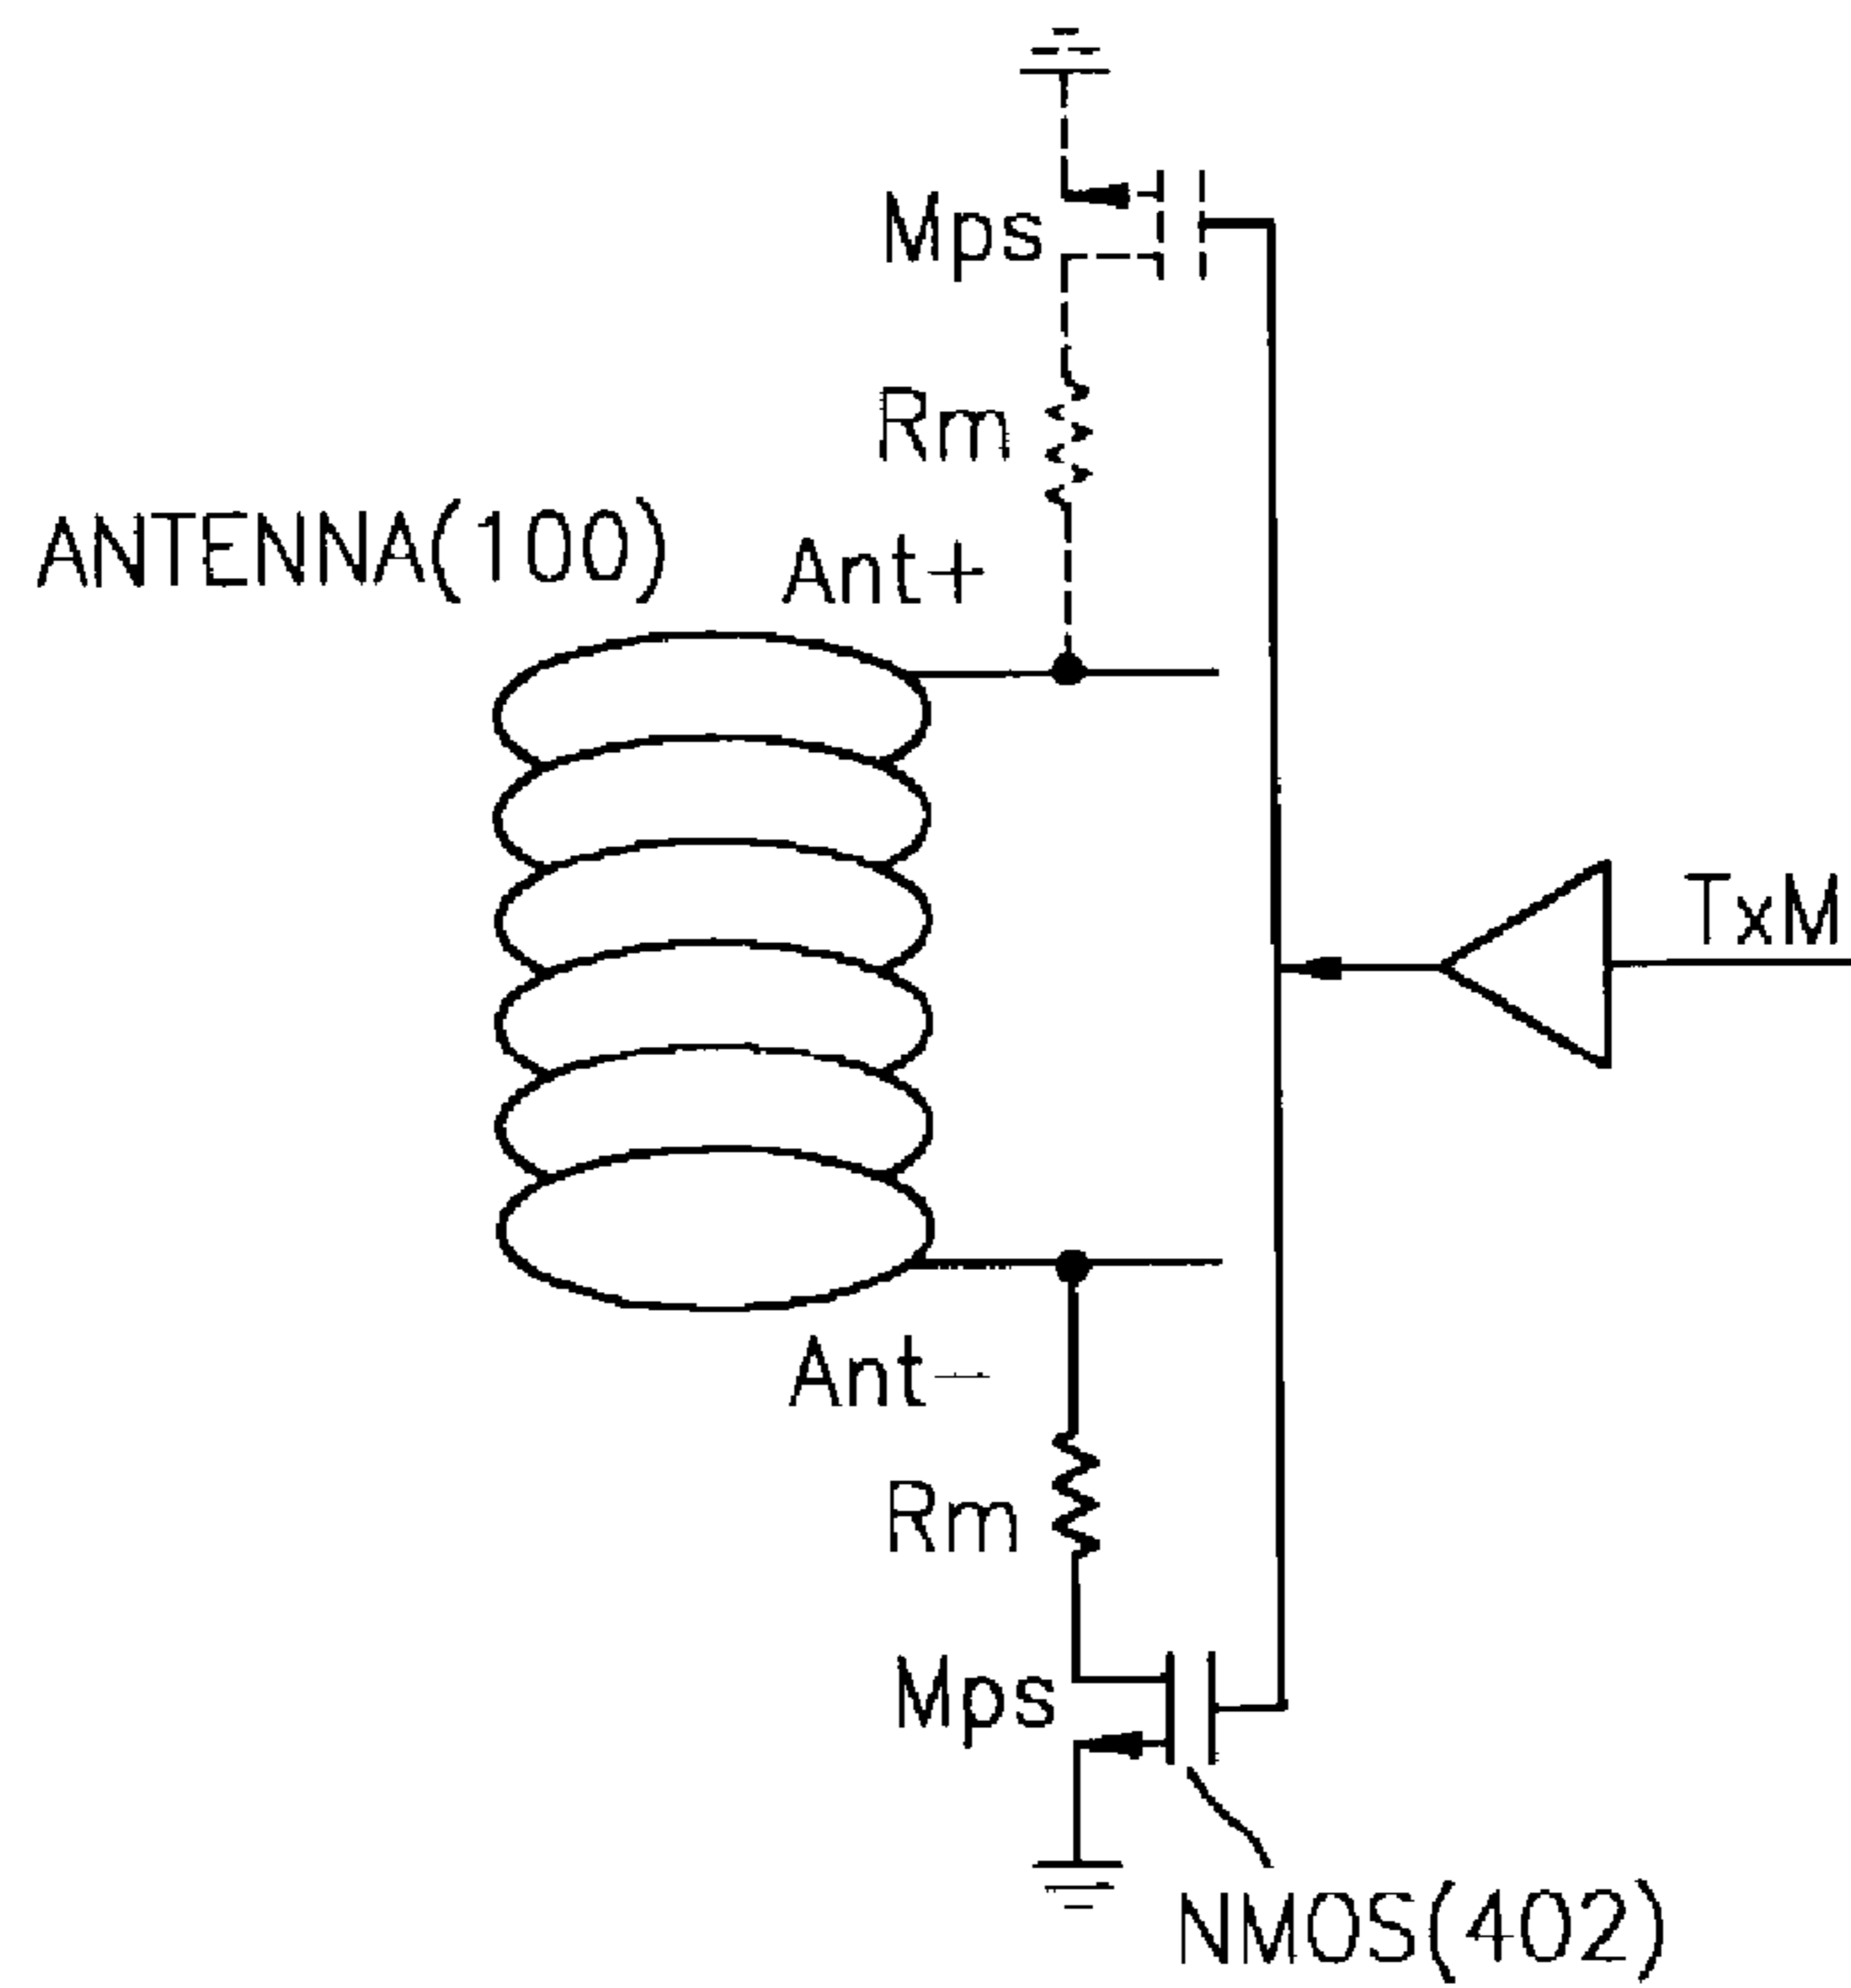 Mps
Rm
ANTENNA(100)
Ant+
TxM
Ant-
Rm
Mps
NMOS(402)